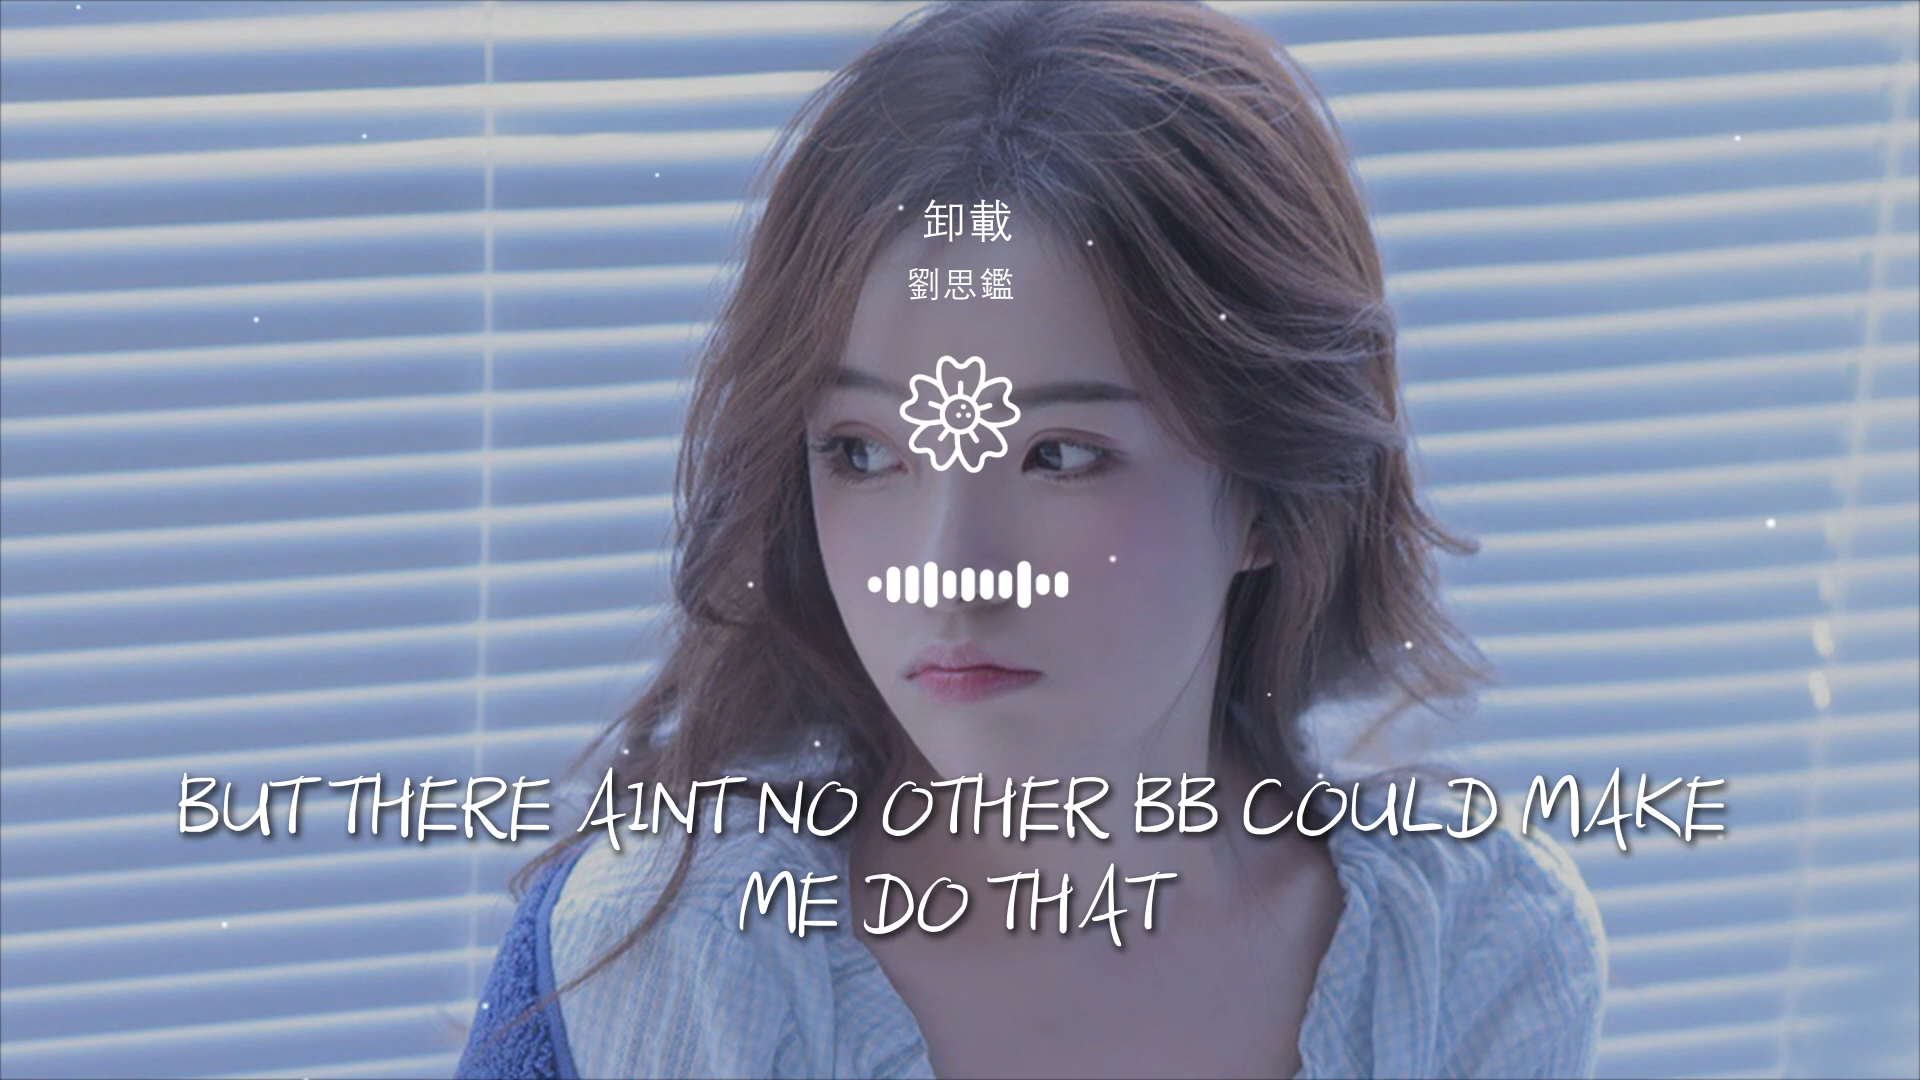 卸載
劉思鑑
BUT THERE AINT NO OTHER BB COULD MAKE
ME DO THAT